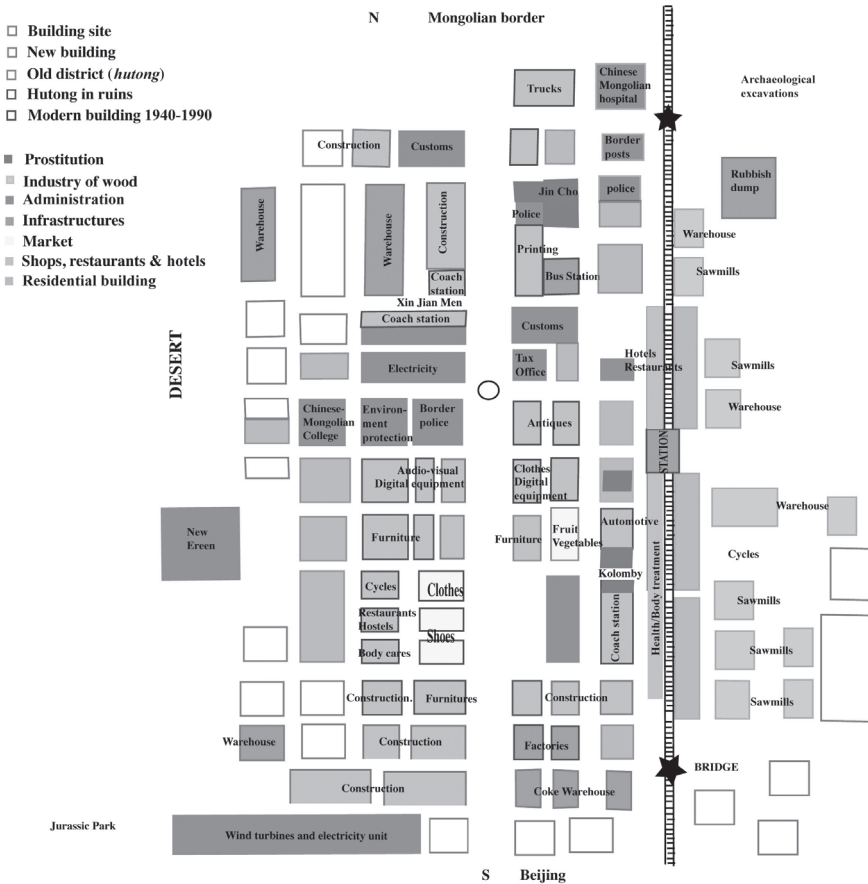 N Mongolian border
Building site
New building
Old district (hutong)
Hutong in ruins
Modern building 1940-1990
Prostitution
Industry of wood
Administration
Infrastructures
Market
Shops, restaurants & hotels
Residential building
Trucks
Chinese
Mongolian
hospital
Archaeological
excavations
Construction
Customs
Border
posts
Rubbish
dump
Warehouse
Warehouse
Construction
Jin Cho
police
Police
Printing
Warehouse
Coach
station
Bus Station
Sawmills
Xin Jian Men
Coach station
Customs
DESERT
Electricity
Tax
Office
Hotels
Restaurants
Sawmills
Chinese-
Mongolian
College
Environ-
ment
protection
Border
police
Antiques
Warehouse
STATION
Audio-visual
Digital equipment
Clothes
Digital
equipment
Warehouse
New
Ereen
Furniture
Furniture
Fruit
Vegetables
Automotive
Cycles
Kolomby
Cycles
Clothes
Restaurants
Hostels
Shoes
Body cares
Coach station
Health/Body treatment
Sawmills
Sawmills
Construction.
Furnitures
Construction
Sawmills
Warehouse
Construction
Factories
BRIDGE
Construction
Coke Warehouse
Jurassic Park
Wind turbines and electricity unit
S Beijing